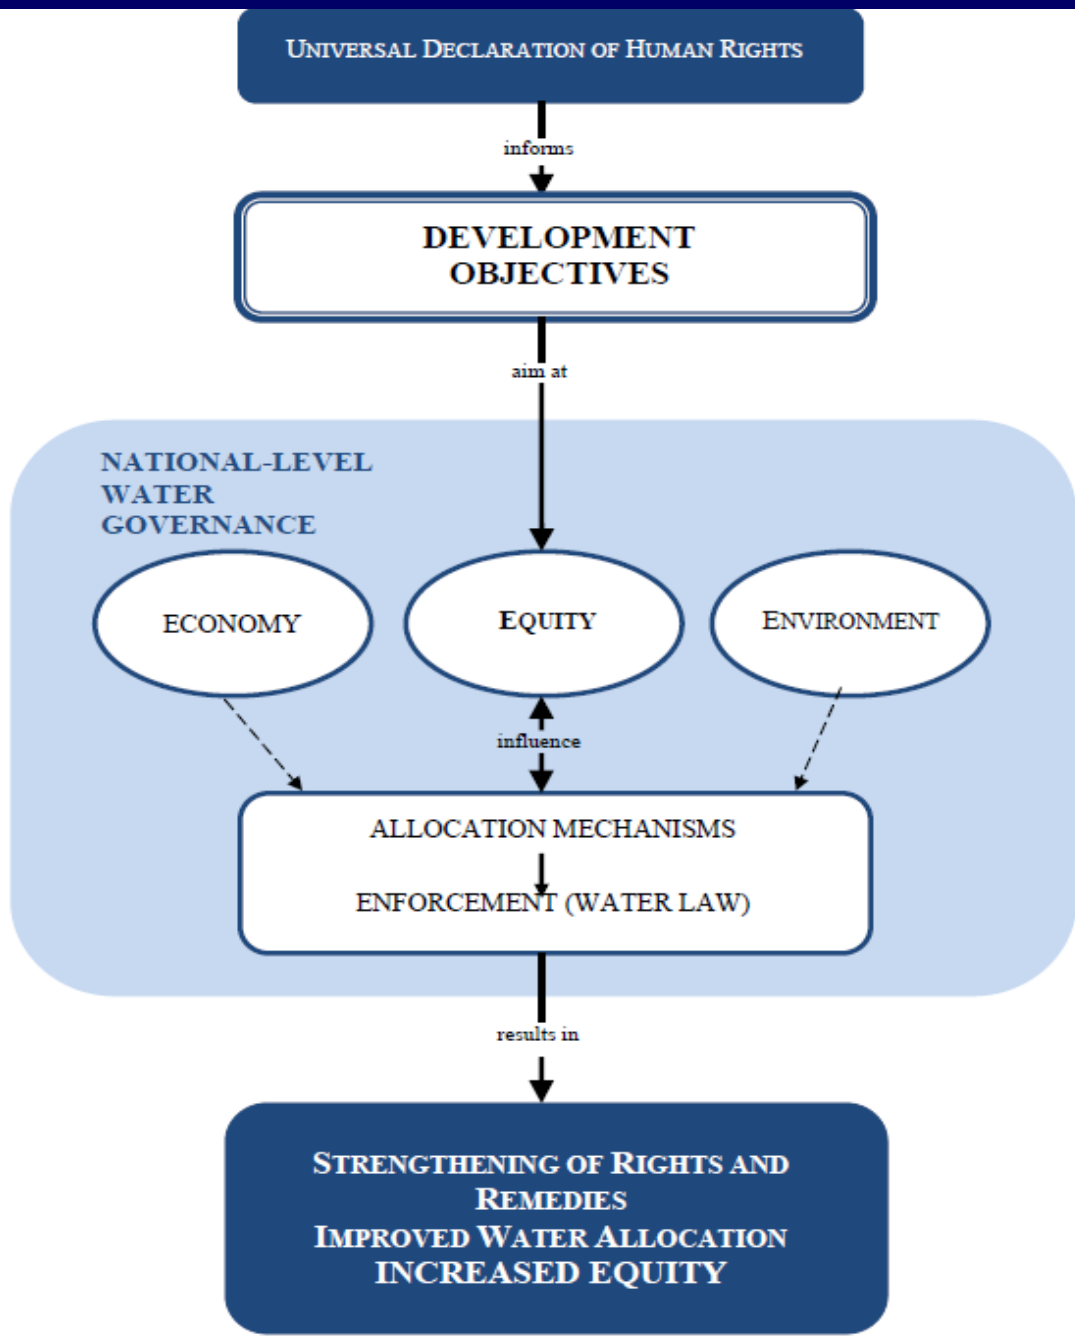 UNIVERSAL DECLARATION OF HUMAN RIGHTS
informs
DEVELOPMENT
OBJECTIVES
aim at
NATIONAL-LEVEL
WATER
GOVERNANCE
ECONOMY
EQUITY
ENVIRONMENT
influence
ALLOCATION MECHANISMS
ENFORCEMENT (WATER LAW)
results in
STRENGTHENING OF RIGHTS AND
REMEDIES
IMPROVED WATER ALLOCATION
INCREASED EQUITY